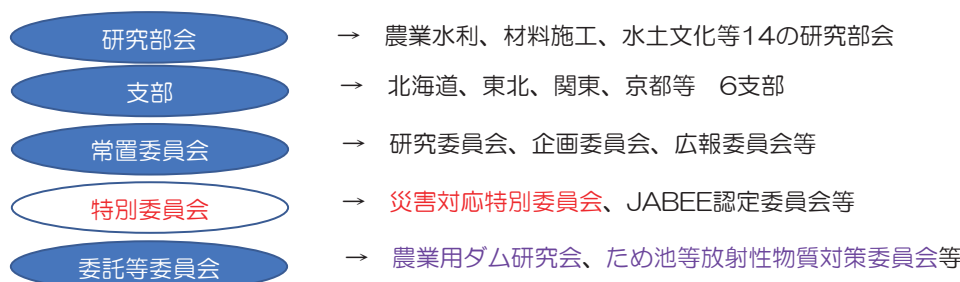 研究部会 → 農業水利、材料施工、水土文化等14の研究部会
支部 → 北海道、東北、関東、京都等　6支部
常置委員会 → 研究委員会、企画委員会、広報委員会等
特別委員会 → 災害対応特別委員会、JABEE認定委員会等
委託等委員会 → 農業用ダム研究会、ため池等放射性物質対策委員会等